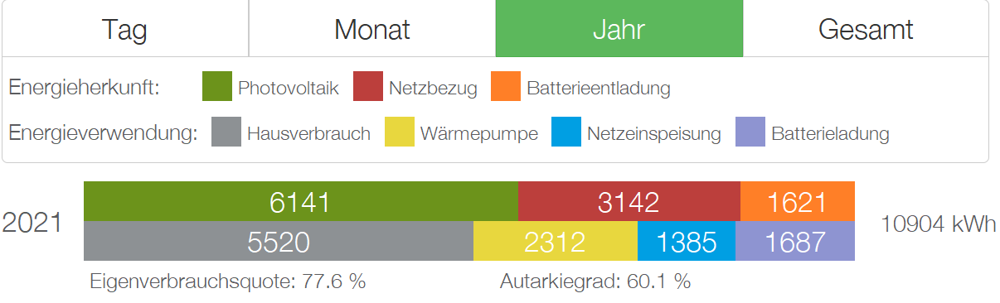 Tag Monat Jahr Gesamt
Energieherkunft: Photovoltaik Netzbezug Batterieentladung
Energieverwendung: Hausverbrauch Wärmepumpe Netzeinspeisung Batterieladung
6141 3142 1621
2021 10904 kWh
5520 2312 1385 1687
Eigenverbrauchsquote: 77.6 % Autarkiegrad: 60.1 %